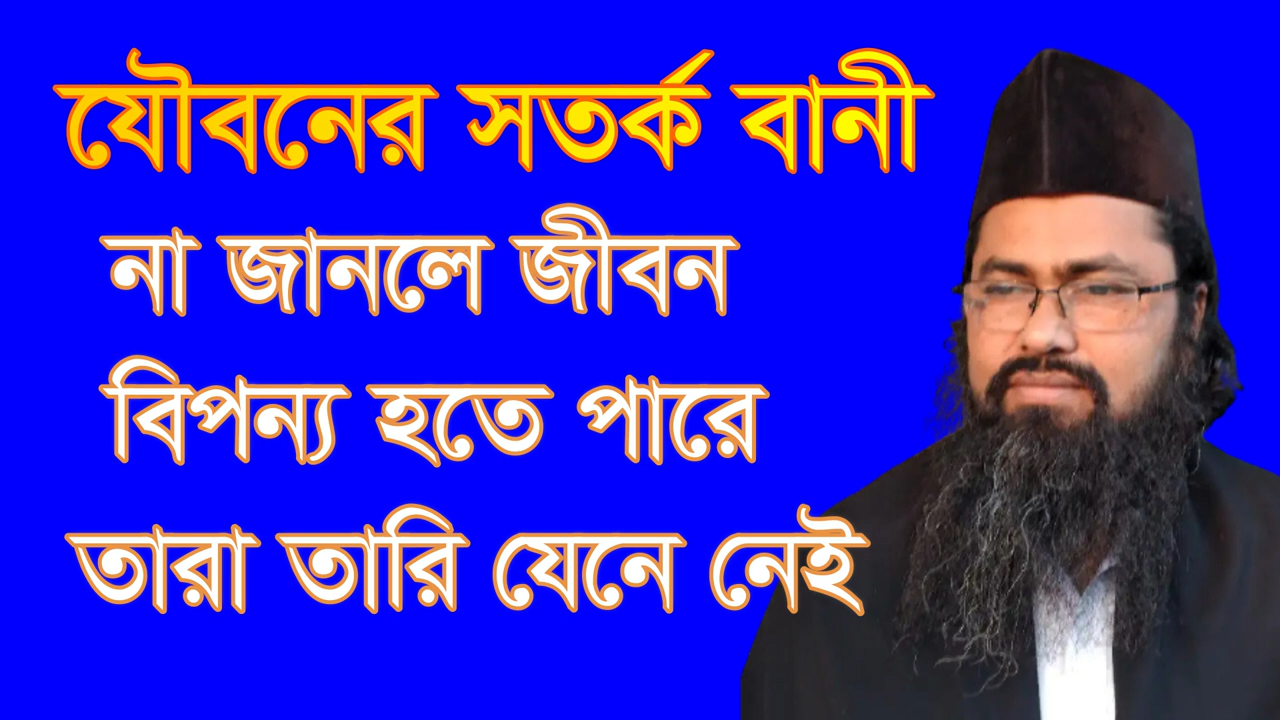 যৌবনের সতর্ক বানী
না জানলে জীবন
বিপন্য হতে পারে
তারা তারি যেনে নেই